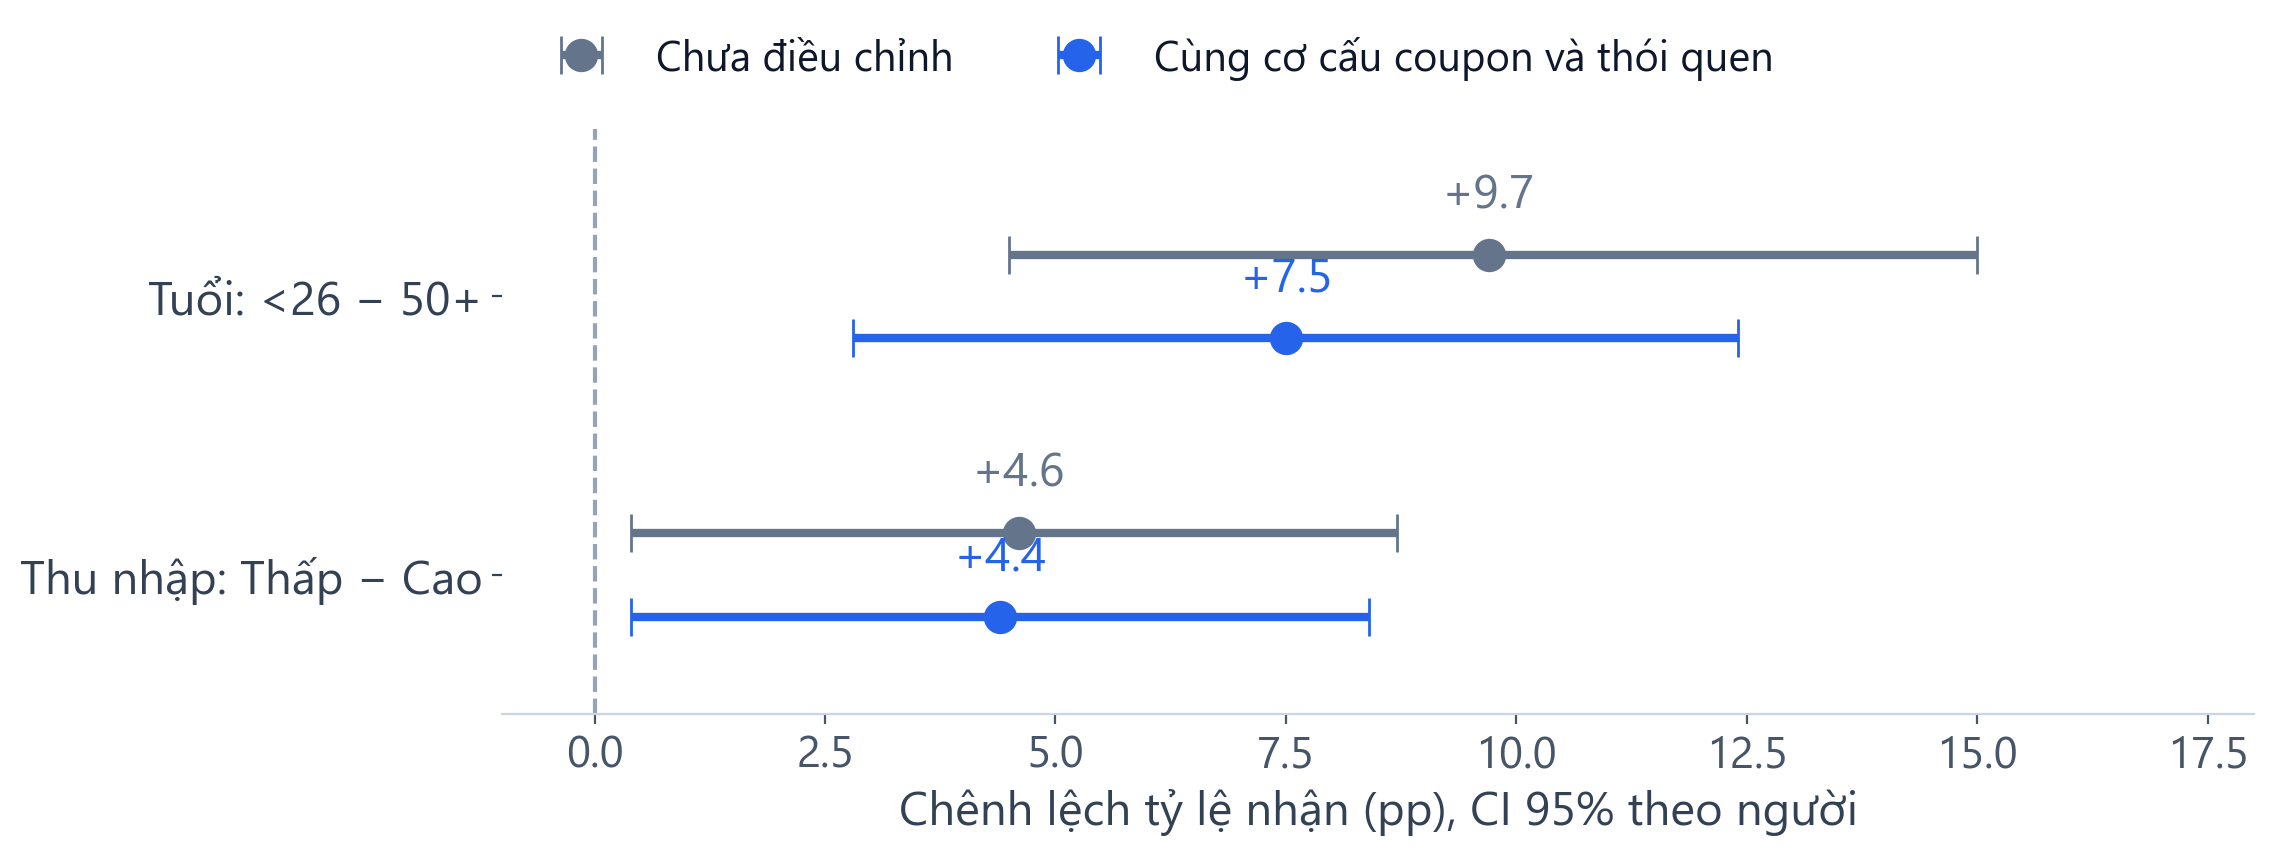 Chưa điều chỉnh
Cùng cơ cấu coupon và thói quen
+9.7
+7.5
Tuổi: <26 − 50+
+4.6
+4.4
Thu nhập: Thấp − Cao
0.0 2.5 5.0 7.5 10.0 12.5 15.0 17.5
Chênh lệch tỷ lệ nhận (pp), CI 95% theo người